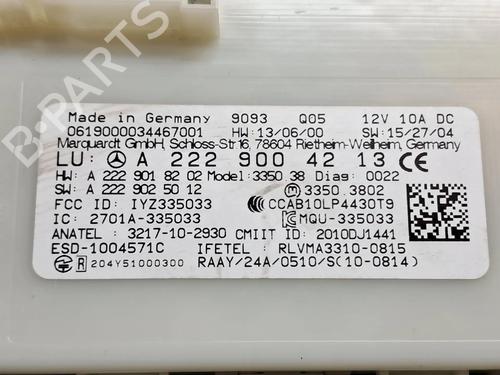 Made in Germany 9093 Q05 12V 10A DC
0619000034467001 HW:13/06/00 SW:15/27/04
Marquardt GmbH, Schloss-Str.16, 78604 Rietheim-Weilheim, Germany
LU: A 222 900 42 13 CE
HW: A 222 901 82 02 Model: 3350.38 Diag: 0022
SW: A 222 902 50 12 3350.3802
FCC ID: IYZ335033 CCAB10LP4430T9
IC: 2701A-335033 MQU-335033
ANATEL : 3217-10-2930 CMIIT ID: 2010DJ1441
ESD-1004571C IFETEL: RLVMA3310-0815
R 204Y51000300 RAAY/24A/0510/S(10-0814)
B-PARTS